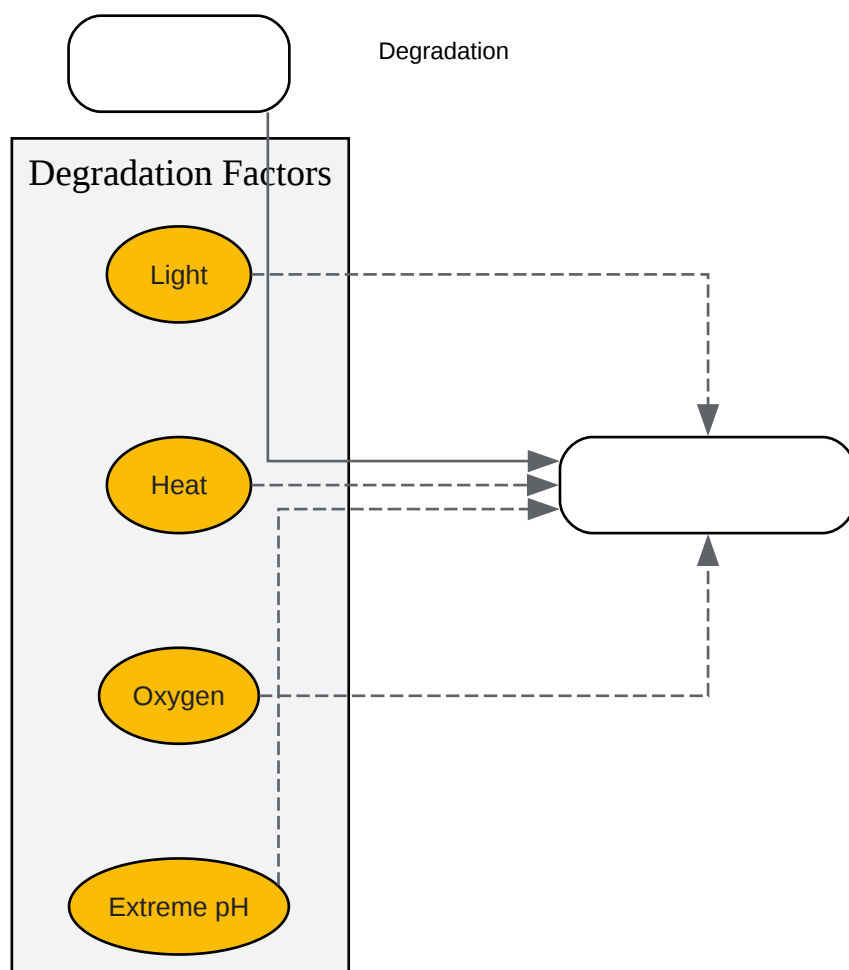 Degradation
Degradation Factors
Light
Heat
Oxygen
Extreme pH